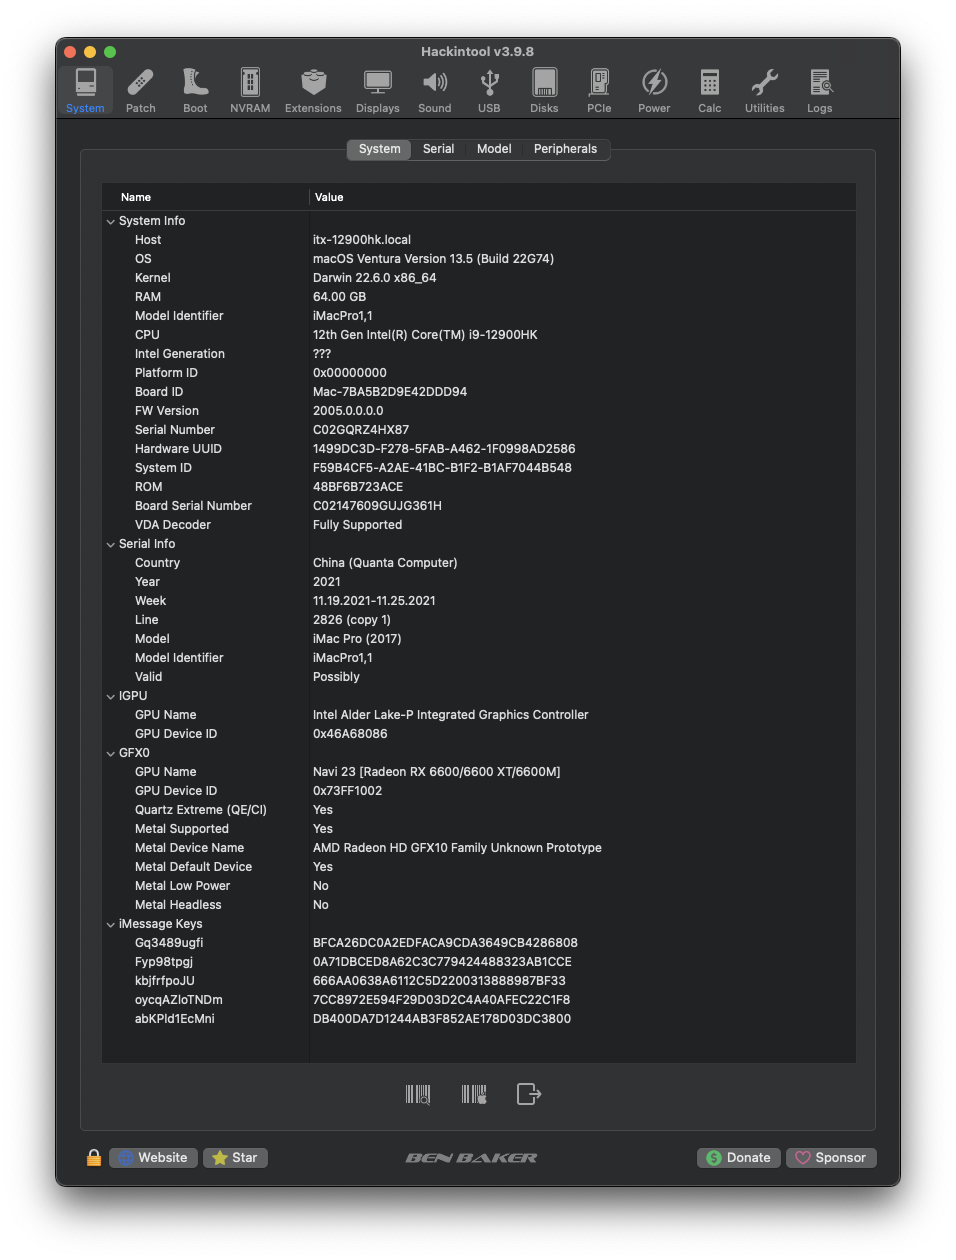 Hackintool v3.9.8
System Patch Boot NVRAM Extensions Displays Sound USB Disks PCIe Power Calc Utilities Logs
System Serial Model Peripherals
Name Value
System Info
Host itx-12900hk.local
OS macOS Ventura Version 13.5 (Build 22G74)
Kernel Darwin 22.6.0 x86_64
RAM 64.00 GB
Model Identifier iMacPro1,1
CPU 12th Gen Intel(R) Core(TM) i9-12900HK
Intel Generation ???
Platform ID 0x00000000
Board ID Mac-7BA5B2D9E42DDD94
FW Version 2005.0.0.0.0
Serial Number C02GQRZ4HX87
Hardware UUID 1499DC3D-F278-5FAB-A462-1F0998AD2586
System ID F59B4CF5-A2AE-41BC-B1F2-B1AF7044B548
ROM 48BF6B723ACE
Board Serial Number C02147609GUJG361H
VDA Decoder Fully Supported
Serial Info
Country China (Quanta Computer)
Year 2021
Week 11.19.2021-11.25.2021
Line 2826 (copy 1)
Model iMac Pro (2017)
Model Identifier iMacPro1,1
Valid Possibly
IGPU
GPU Name Intel Alder Lake-P Integrated Graphics Controller
GPU Device ID 0x46A68086
GFX0
GPU Name Navi 23 [Radeon RX 6600/6600 XT/6600M]
GPU Device ID 0x73FF1002
Quartz Extreme (QE/CI) Yes
Metal Supported Yes
Metal Device Name AMD Radeon HD GFX10 Family Unknown Prototype
Metal Default Device Yes
Metal Low Power No
Metal Headless No
iMessage Keys
Gq3489ugfi BFCA26DC0A2EDFACA9CDA3649CB4286808
Fyp98tpgj 0A71DBCED8A62C3C779424488323AB1CCE
kbjfrfpoJU 666AA0638A6112C5D2200313888987BF33
oycqAZloTNDm 7CC8972E594F29D03D2C4A40AFEC22C1F8
abKPld1EcMni DB400DA7D1244AB3F852AE178D03DC3800
Website Star BEN BAKER Donate Sponsor